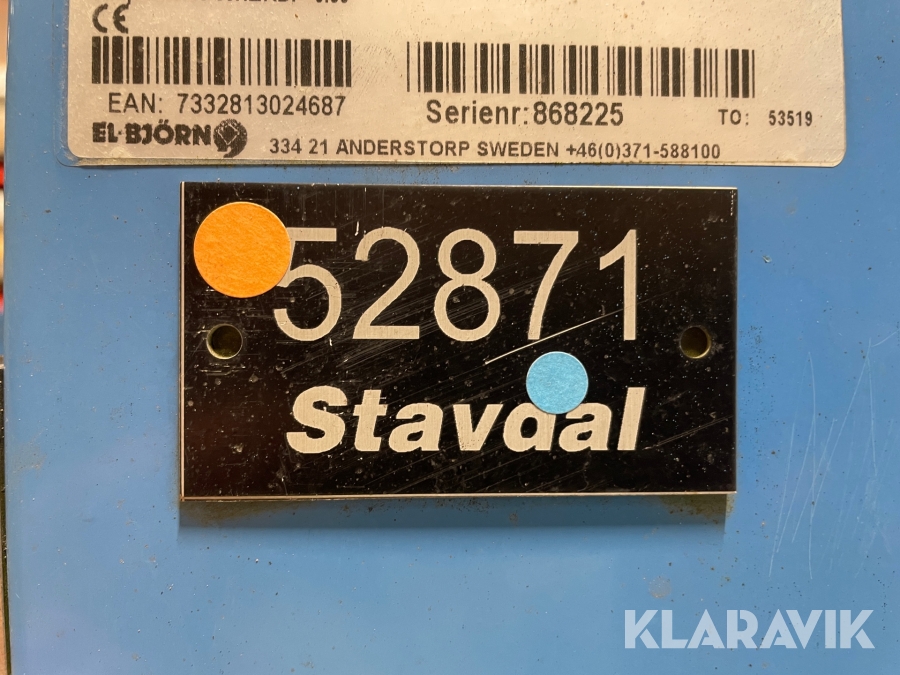 CE
EAN: 7332813024687
Serienr: 868225
TO: 53519
EL·BJÖRN
334 21 ANDERSTORP SWEDEN +46(0)371-588100
52871
Stavdal
KLARAVIK